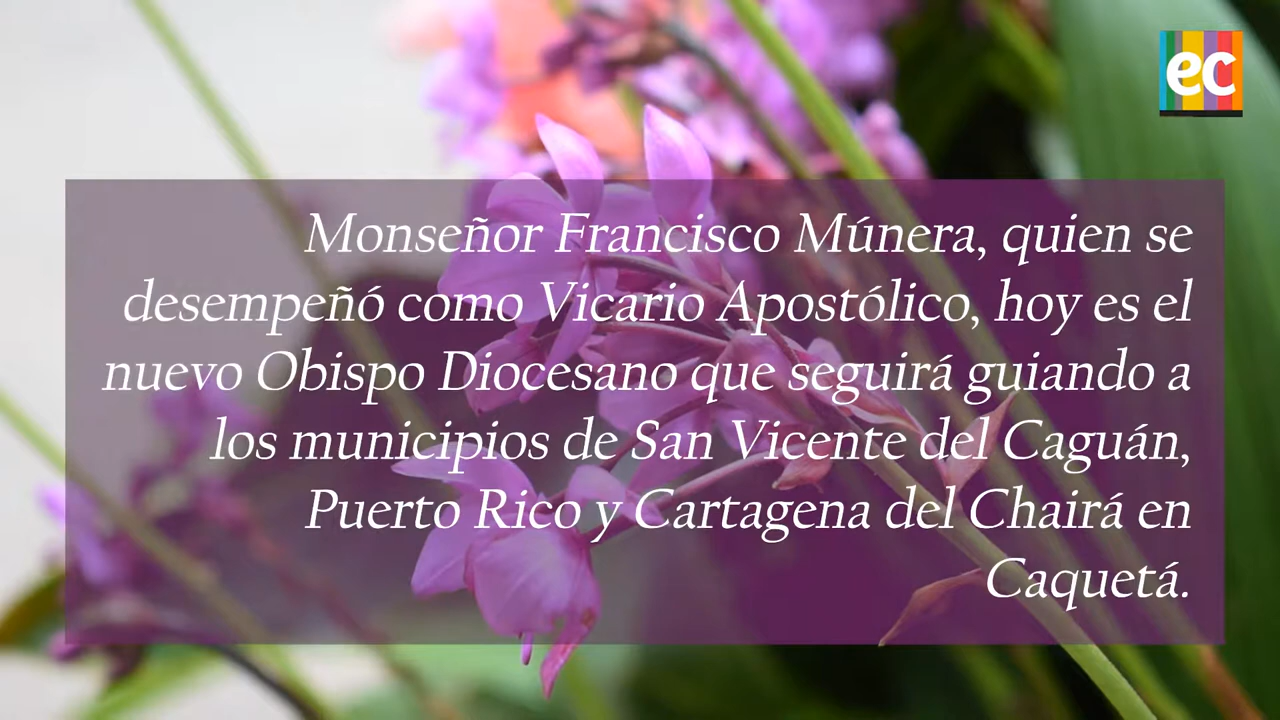 ec
Monseñor Francisco Múnera, quien se
desempeñó como Vicario Apostólico, hoy es el
nuevo Obispo Diocesano que seguirá guiando a
los municipios de San Vicente del Caguán,
Puerto Rico y Cartagena del Chairá en
Caquetá.